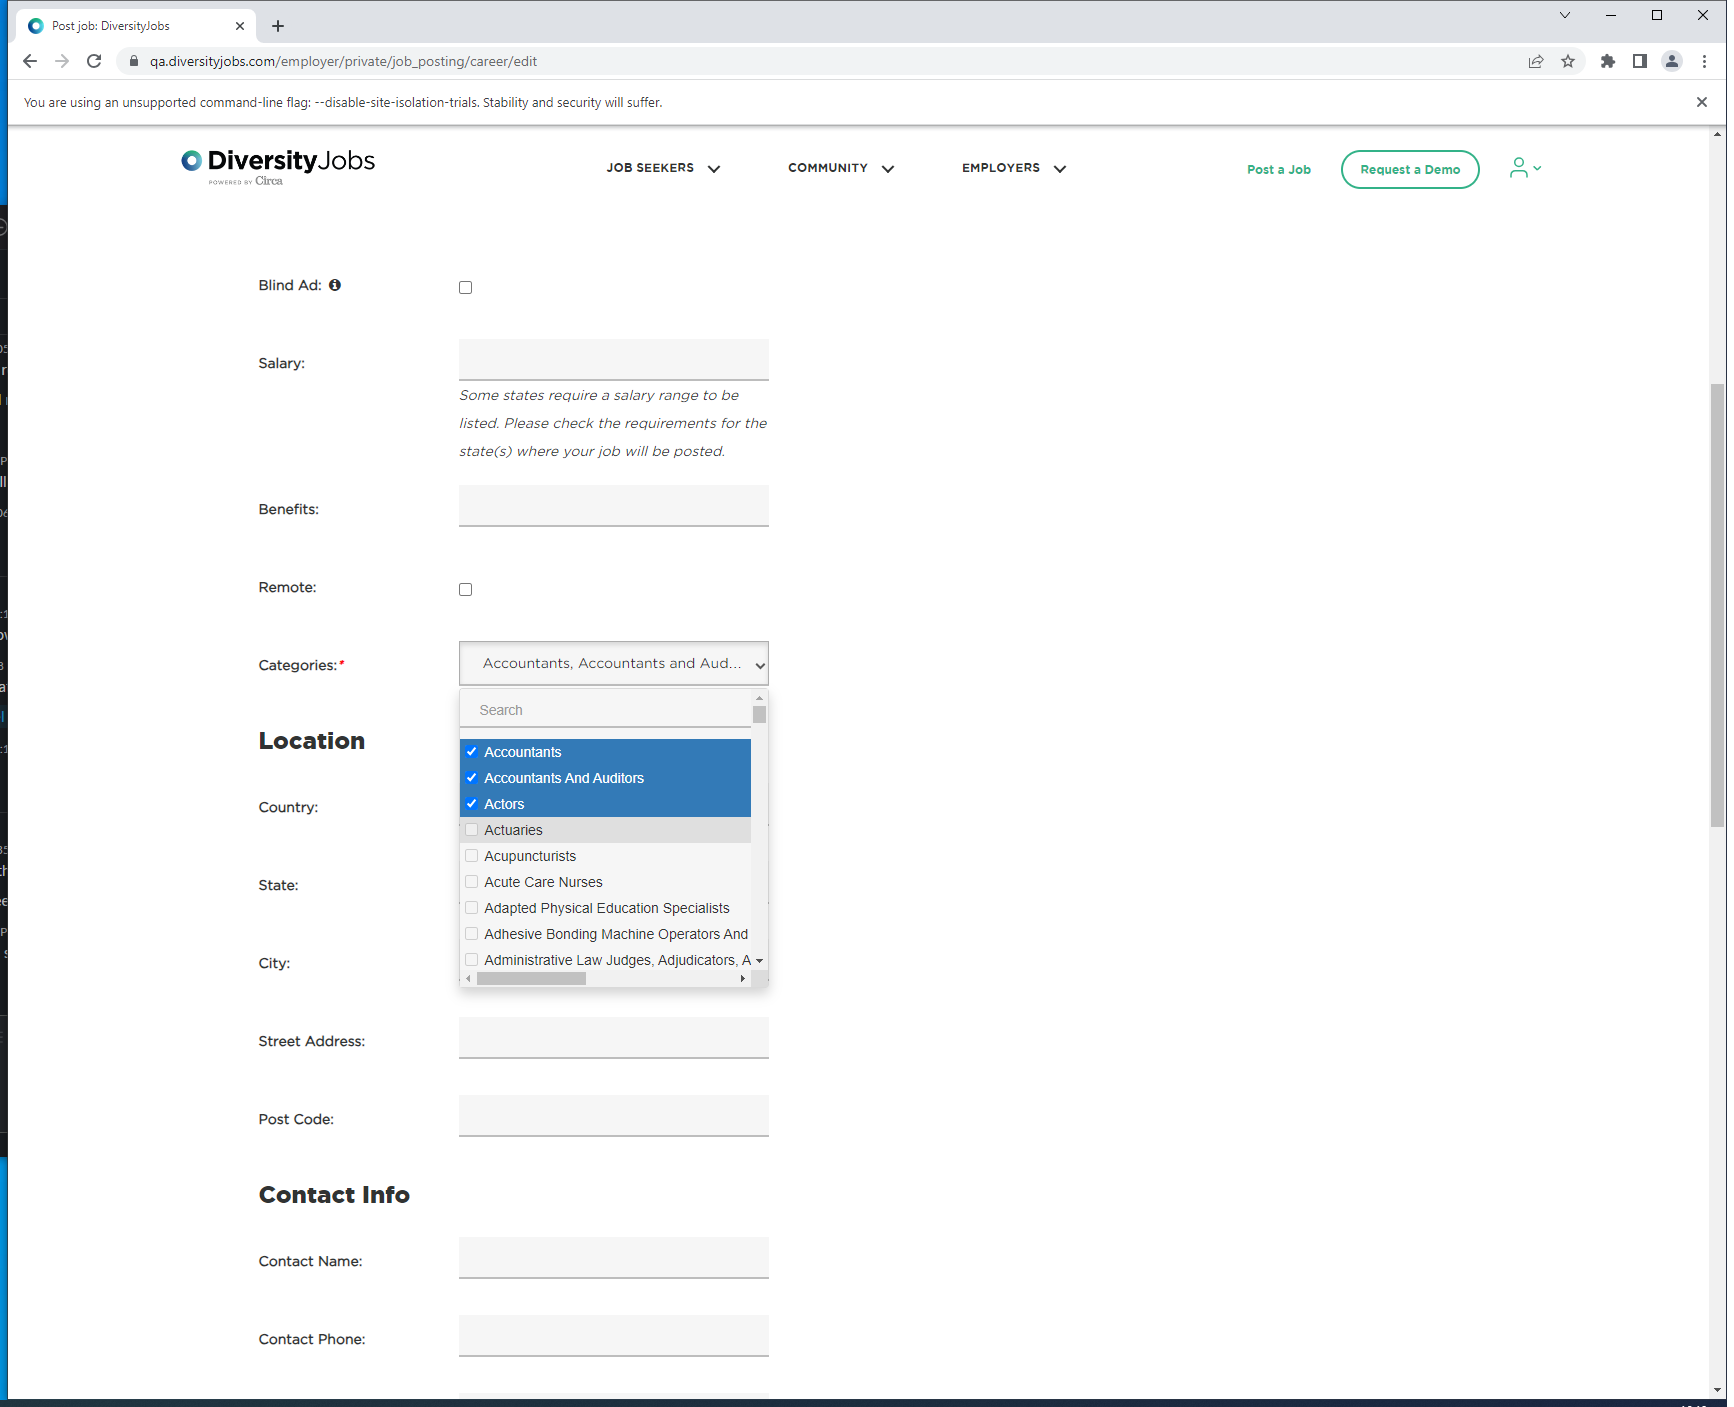 Post job: DiversityJobs
qa.diversityjobs.com/employer/private/job_posting/career/edit
You are using an unsupported command-line flag: --disable-site-isolation-trials. Stability and security will suffer.
DiversityJobs
POWERED BY Circa
JOB SEEKERS
COMMUNITY
EMPLOYERS
Post a Job
Request a Demo
Blind Ad:
Salary:
Some states require a salary range to be
listed. Please check the requirements for the
state(s) where your job will be posted.
Benefits:
Remote:
Categories:*
Accountants, Accountants and Aud...
Search
Accountants
Accountants And Auditors
Actors
Actuaries
Acupuncturists
Acute Care Nurses
Adapted Physical Education Specialists
Adhesive Bonding Machine Operators And
Administrative Law Judges, Adjudicators, A
Location
Country:
State:
City:
Street Address:
Post Code:
Contact Info
Contact Name:
Contact Phone: